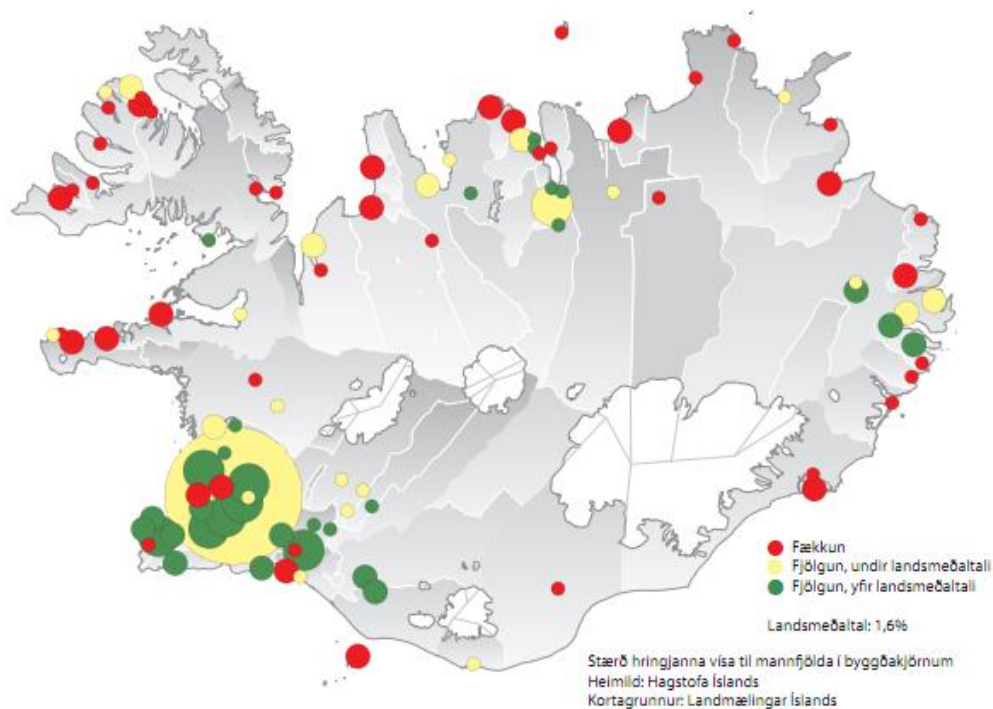 Fækkun
Fjölgun, undir landsmeðaltali
Fjölgun, yfir landsmeðaltali
Landsmeðaltal: 1,6%
Stærð hringjanna vísa til mannfjölda í byggðakjörnum
Heimild: Hagstofa Íslands
Kortagrunnur: Landmælingar Íslands